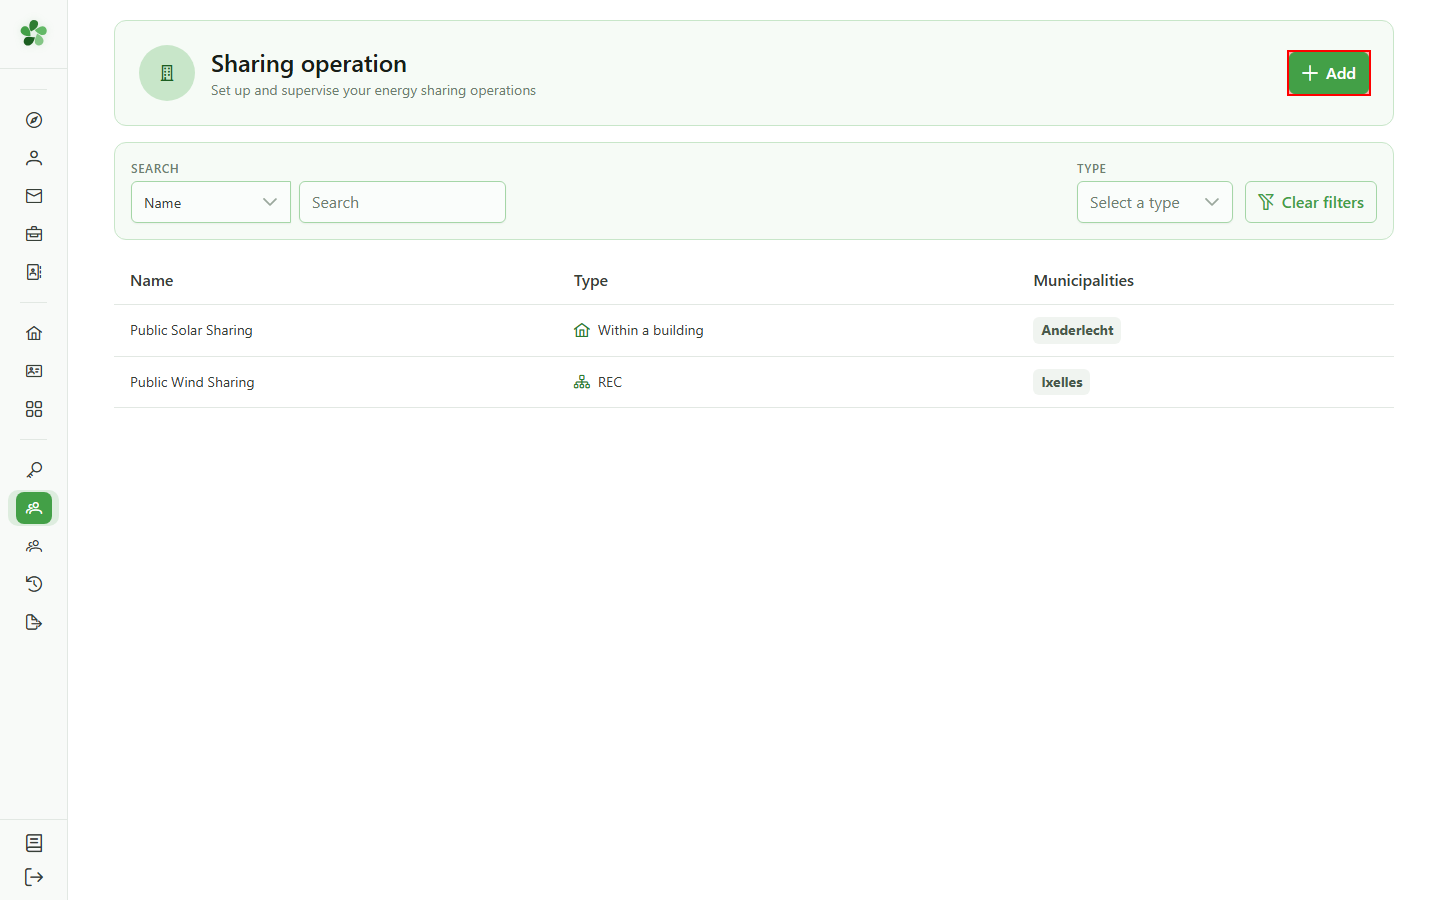 Sharing operation
Set up and supervise your energy sharing operations
Add
SEARCH
Name
Search
TYPE
Select a type
Clear filters
Name Type Municipalities
Public Solar Sharing Within a building Anderlecht
Public Wind Sharing REC Ixelles